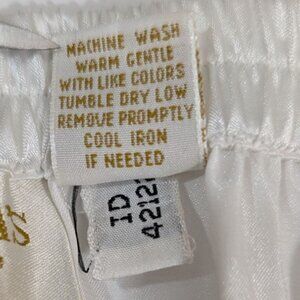 MACHINE WASH
WARM GENTLE
WITH LIKE COLORS
TUMBLE DRY LOW
REMOVE PROMPTLY
COOL IRON
IF NEEDED
ID